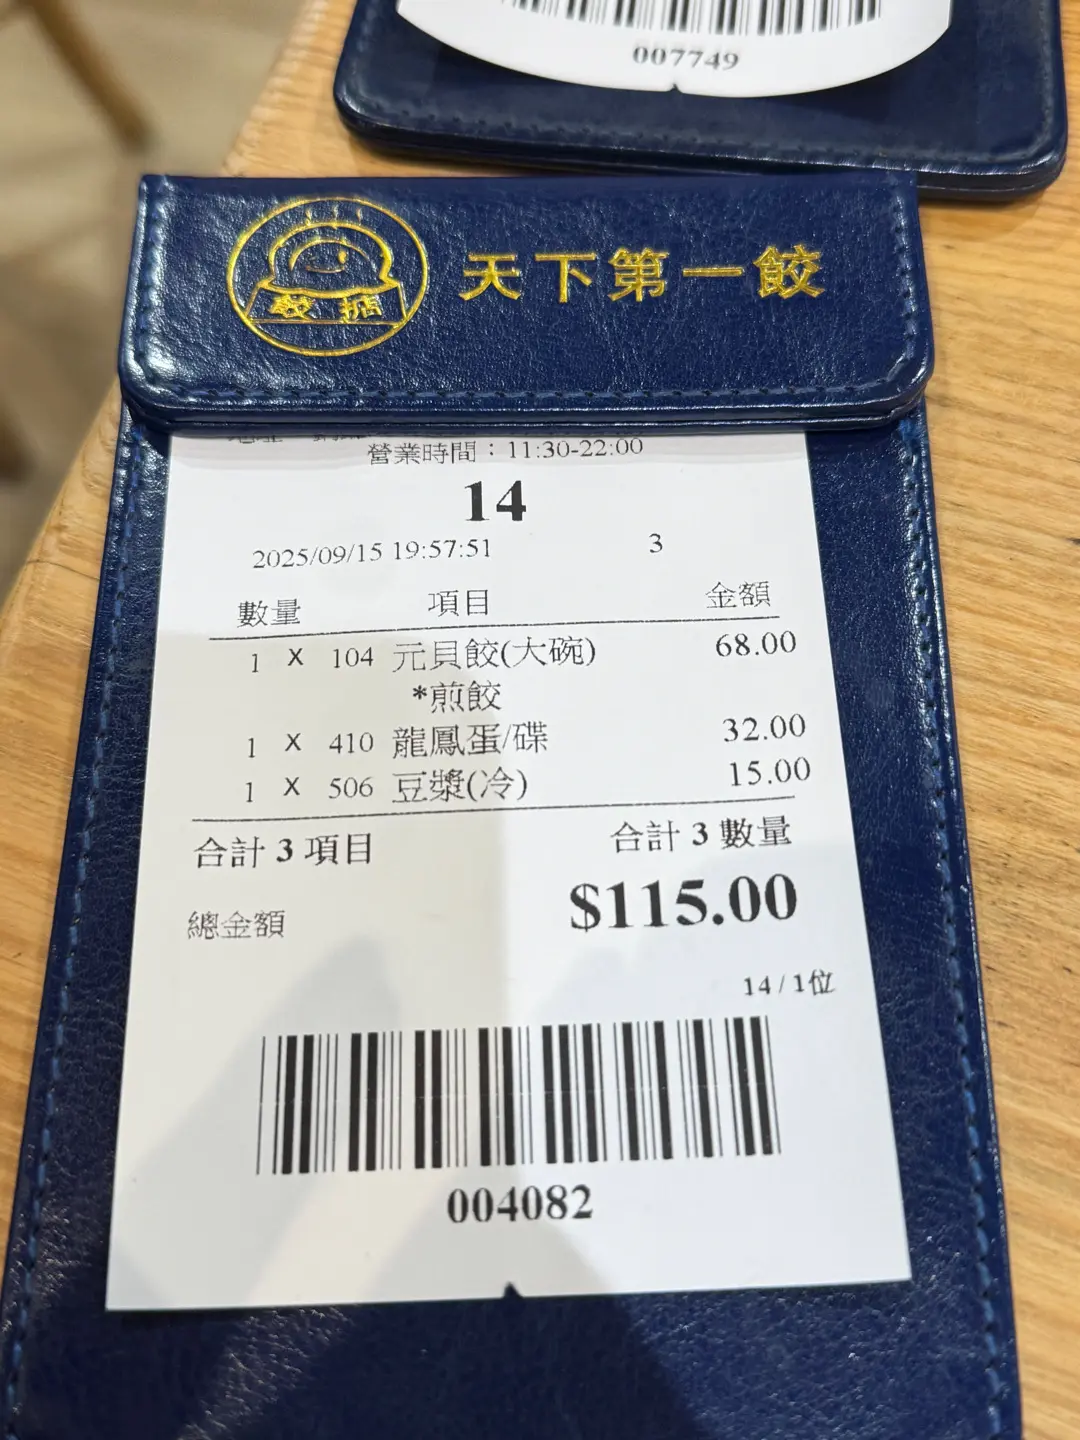 007749
餃掂
天下第一餃
營業時間：11:30-22:00
14
2025/09/15 19:57:51 3
數量 項目 金額
1 X 104 元貝餃(大碗) 68.00
*煎餃
1 X 410 龍鳳蛋/碟 32.00
1 X 506 豆漿(冷) 15.00
合計 3 項目 合計 3 數量
總金額 $115.00
14 / 1位
004082